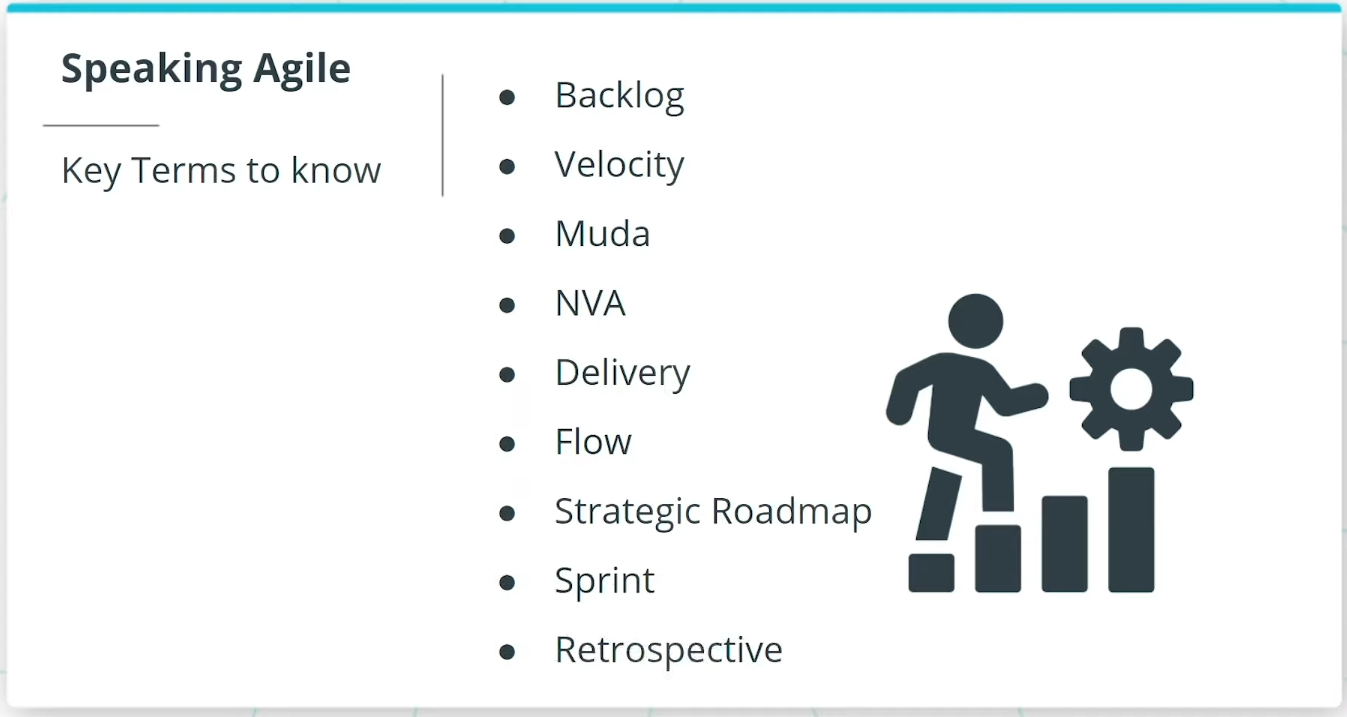 Speaking Agile
Key Terms to know
Backlog
Velocity
Muda
NVA
Delivery
Flow
Strategic Roadmap
Sprint
Retrospective